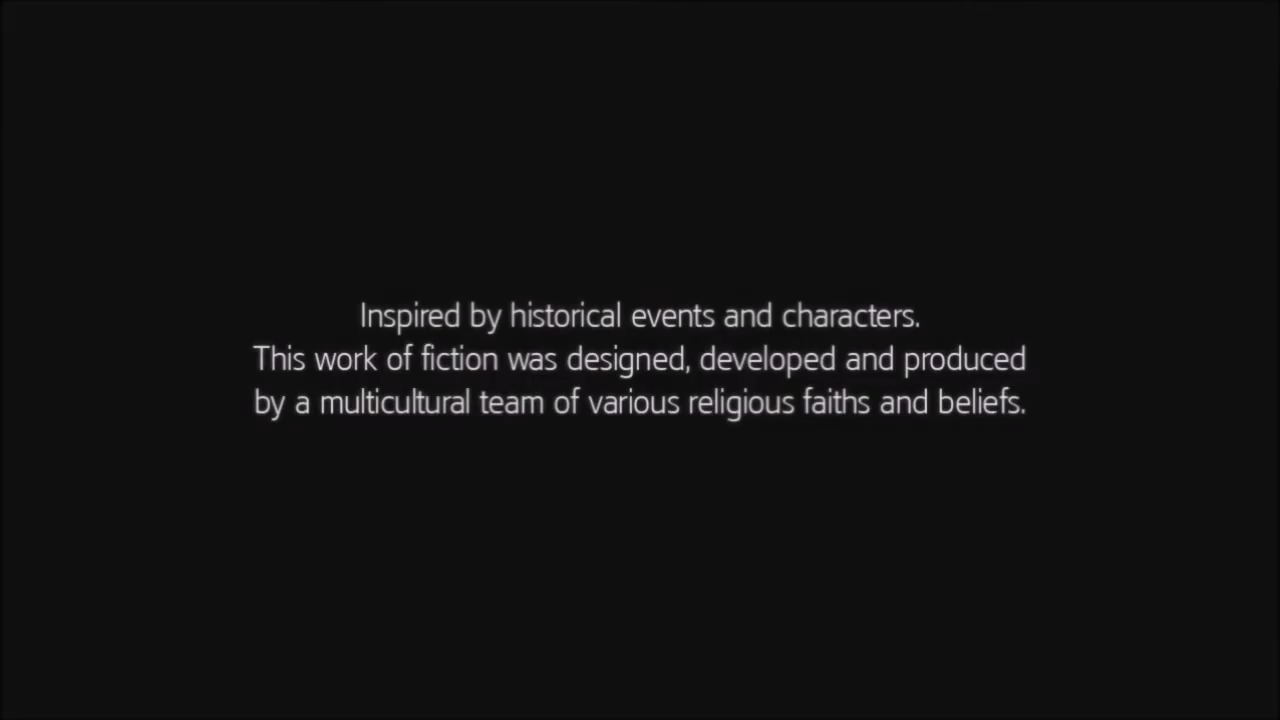 Inspired by historical events and characters.
This work of fiction was designed, developed and produced
by a multicultural team of various religious faiths and beliefs.